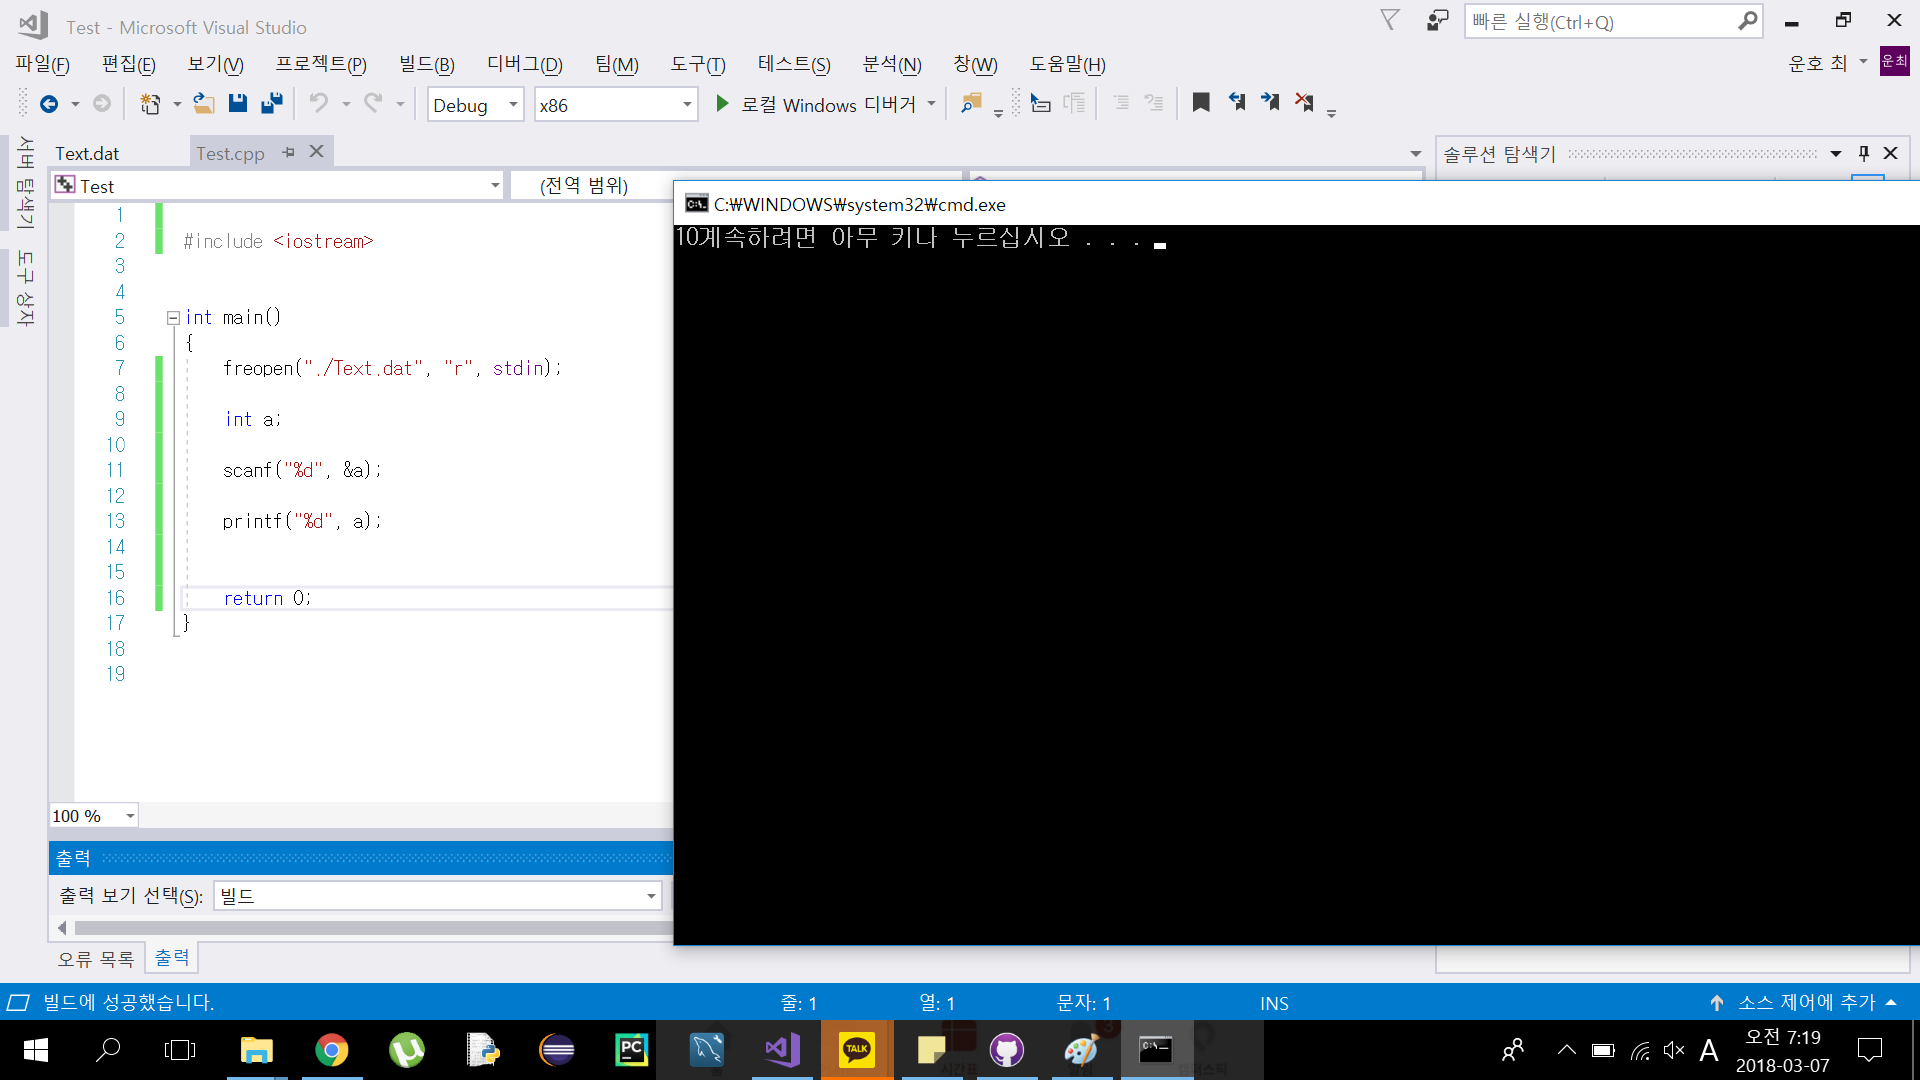 Test - Microsoft Visual Studio
빠른 실행(Ctrl+Q)
파일(F) 편집(E) 보기(V) 프로젝트(P) 빌드(B) 디버그(D) 팀(M) 도구(T) 테스트(S) 분석(N) 창(W) 도움말(H)
운호 최 운최
Debug x86 로컬 Windows 디버거
서버 탐색기
도구 상자
Text.dat Test.cpp
솔루션 탐색기
Test (전역 범위)
C:₩WINDOWS₩system32₩cmd.exe
10계속하려면 아무 키나 누르십시오 . . .
1
2 #include <iostream>
3
4
5 int main()
6 {
7 freopen("./Text.dat", "r", stdin);
8
9 int a;
10
11 scanf("%d", &a);
12
13 printf("%d", a);
14
15
16 return 0;
17 }
18
19
100 %
출력
출력 보기 선택(S): 빌드
오류 목록 출력
빌드에 성공했습니다.
줄: 1 열: 1 문자: 1 INS
소스 제어에 추가
PC
TALK
A
오전 7:19
2018-03-07